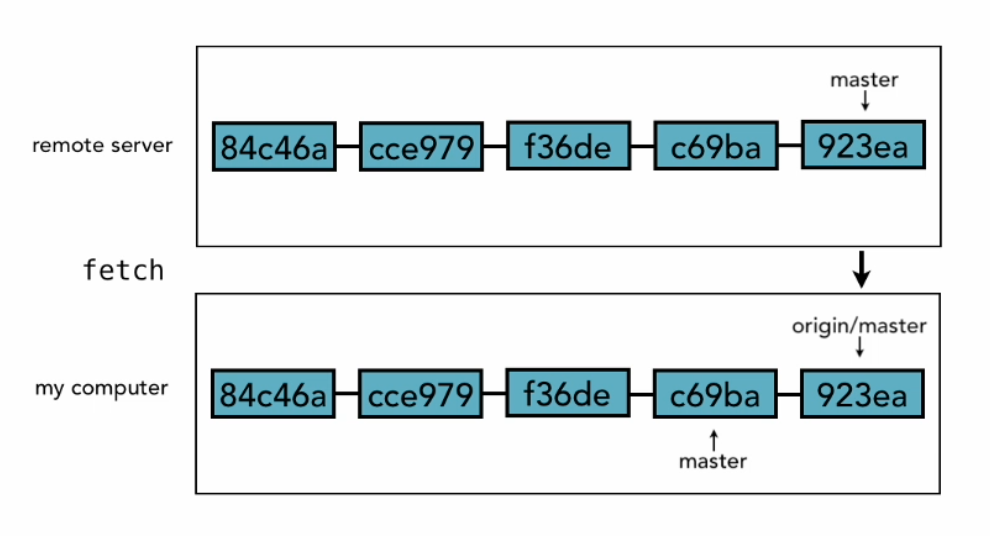 master
remote server
84c46a
cce979
f36de
c69ba
923ea
fetch
origin/master
my computer
84c46a
cce979
f36de
c69ba
923ea
master